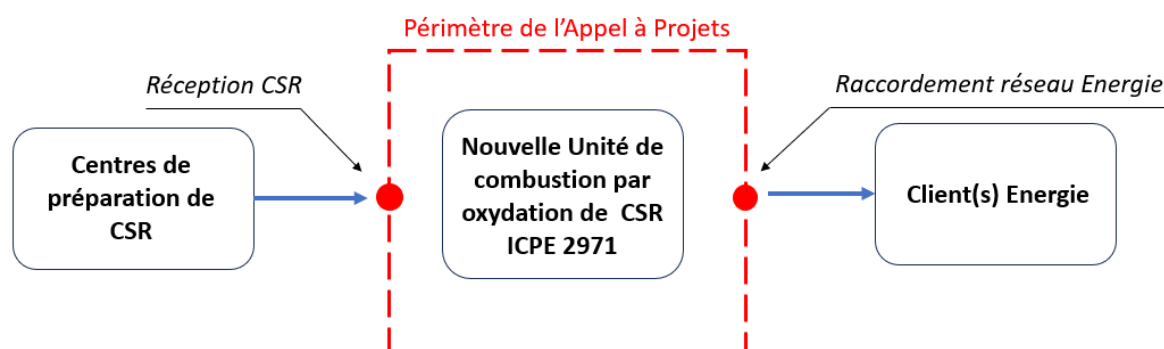 Périmètre de l'Appel à Projets
Réception CSR
Raccordement réseau Energie
Centres de
préparation de
CSR
Nouvelle Unité de
combustion par
oxydation de CSR
ICPE 2971
Client(s) Energie